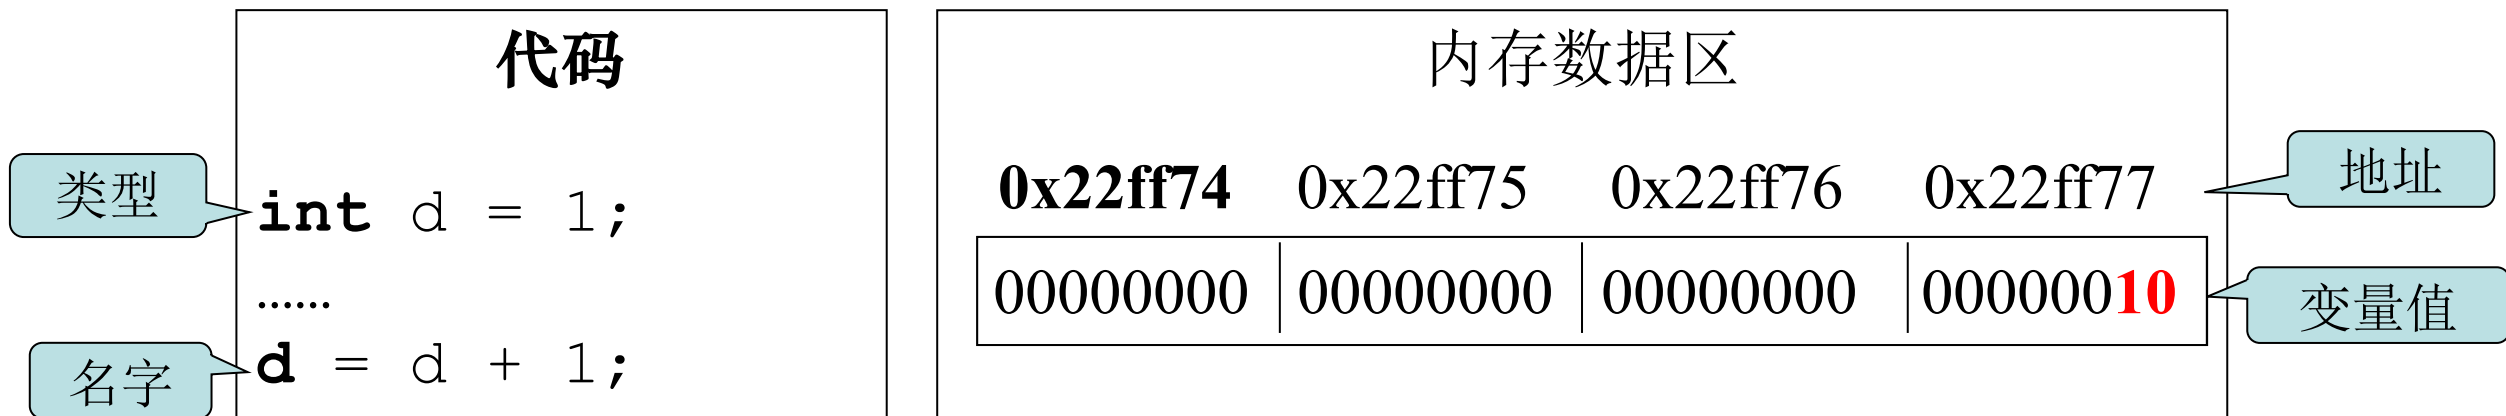 代码
内存数据区
类型
int d = 1;
0x22ff74 0x22ff75 0x22ff76 0x22ff77
地址
……
00000000 00000000 00000000 00000010
变量值
名字
d = d + 1;